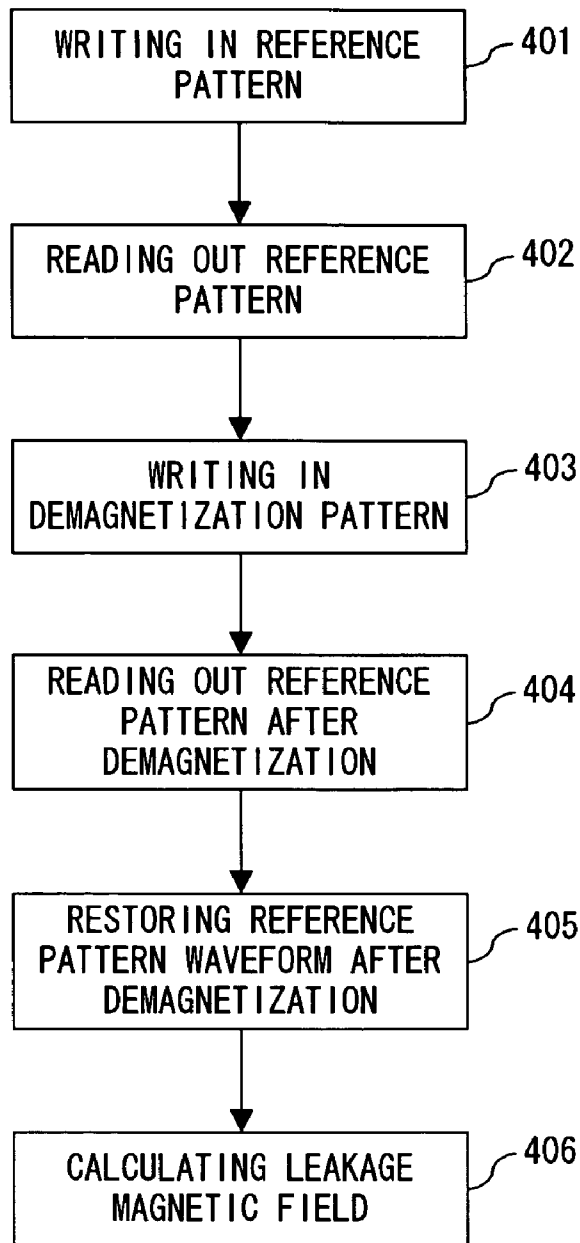 WRITING IN REFERENCE
PATTERN
401
READING OUT REFERENCE
PATTERN
402
WRITING IN
DEMAGNETIZATION PATTERN
403
READING OUT REFERENCE
PATTERN AFTER
DEMAGNETIZATION
404
RESTORING REFERENCE
PATTERN WAVEFORM AFTER
DEMAGNETIZATION
405
CALCULATING LEAKAGE
MAGNETIC FIELD
406